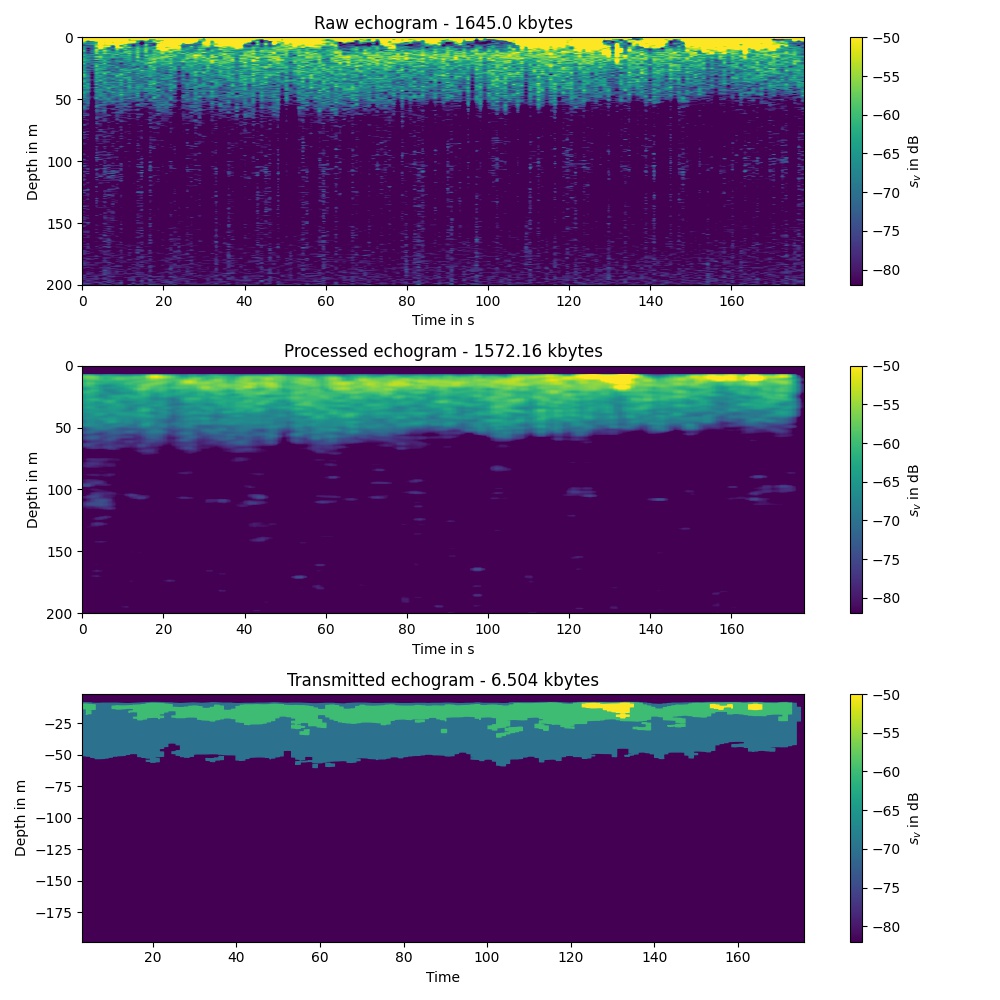 Raw echogram - 1645.0 kbytes
0
50
100
150
200
Depth in m
0 20 40 60 80 100 120 140 160
Time in s
−50
−55
−60
−65
−70
−75
−80
sv in dB
Processed echogram - 1572.16 kbytes
0
50
100
150
200
Depth in m
0 20 40 60 80 100 120 140 160
Time in s
−50
−55
−60
−65
−70
−75
−80
sv in dB
Transmitted echogram - 6.504 kbytes
−25
−50
−75
−100
−125
−150
−175
Depth in m
20 40 60 80 100 120 140 160
Time
−50
−55
−60
−65
−70
−75
−80
sv in dB